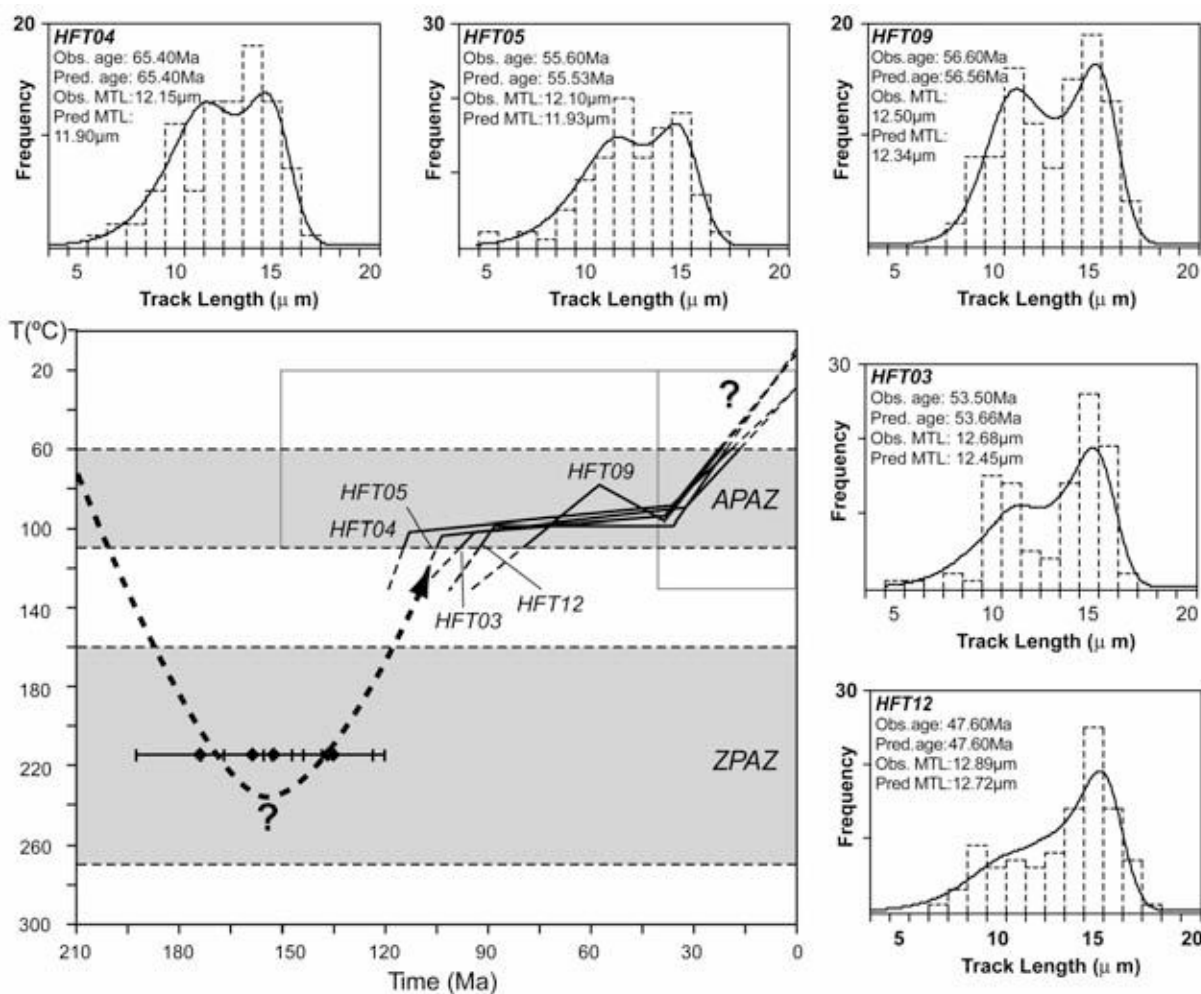 20
HFT04
Obs. age: 65.40Ma
Pred. age: 65.40Ma
Obs. MTL:12.15µm
Pred MTL:
11.90µm
Frequency
5 10 15 20
Track Length (μ m)
30
HFT05
Obs. age: 55.60Ma
Pred. age: 55.53Ma
Obs. MTL:12.10µm
Pred MTL:11.93µm
Frequency
5 10 15 20
Track Length (μ m)
20
HFT09
Obs. age:56.60Ma
Pred.age:56.56Ma
Obs. MTL:
12.50µm
Pred MTL:
12.34µm
Frequency
5 10 15 20
Track Length (μ m)
T(ºC)
20
60
100
140
180
220
260
300
?
HFT09
HFT05
HFT04
APAZ
HFT12
HFT03
ZPAZ
?
210 180 150 120 90 60 30 0
Time (Ma)
30
HFT03
Obs. age: 53.50Ma
Pred. age: 53.66Ma
Obs. MTL: 12.68µm
Pred MTL: 12.45µm
Frequency
5 10 15 20
Track Length (μ m)
30
HFT12
Obs.age: 47.60Ma
Pred.age:47.60Ma
Obs. MTL:12.89µm
Pred MTL:12.72µm
Frequency
5 10 15 20
Track Length (μ m)